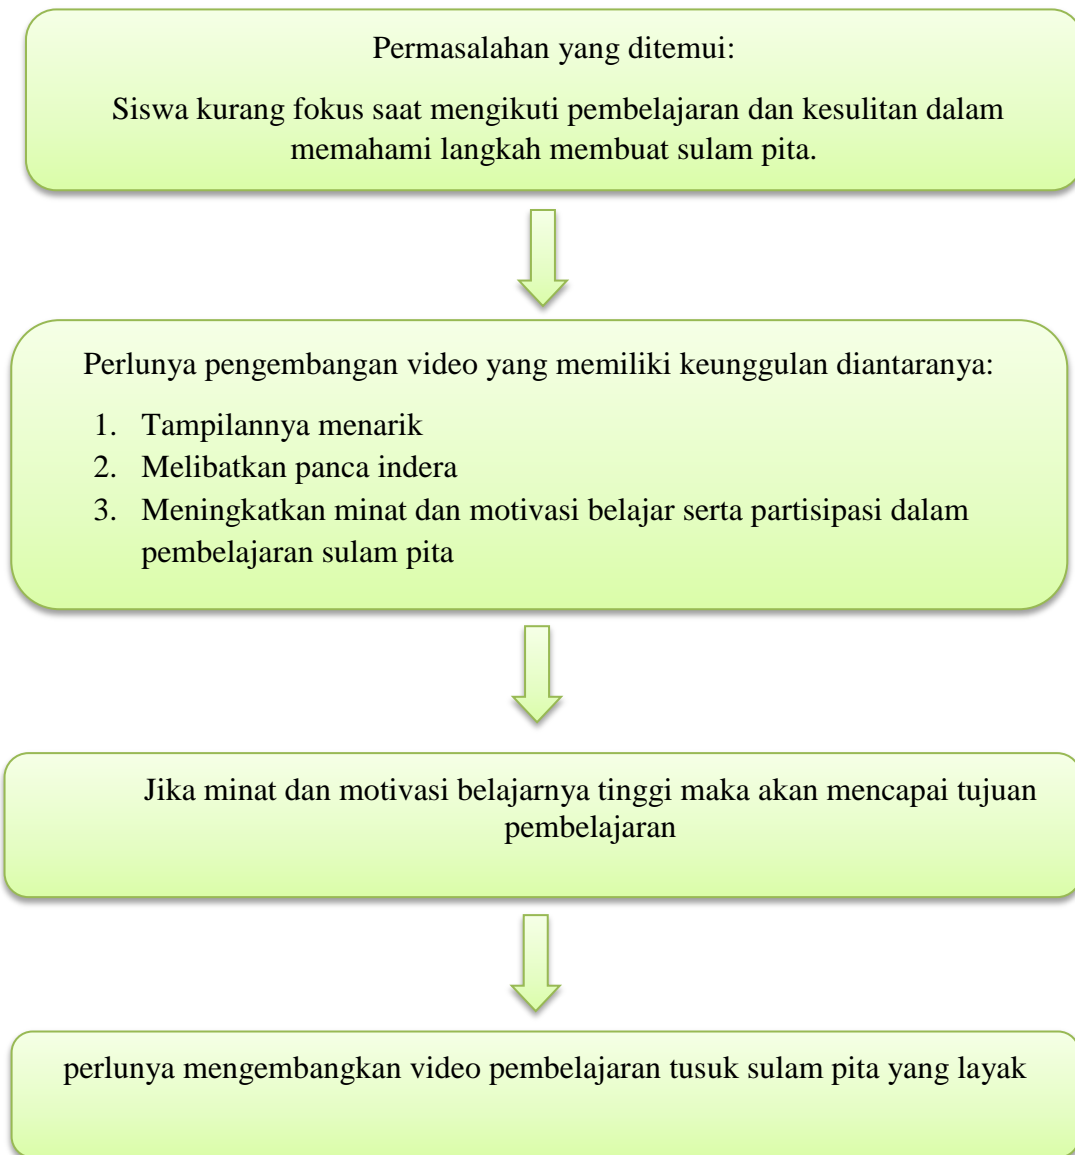 Permasalahan yang ditemui:
Siswa kurang fokus saat mengikuti pembelajaran dan kesulitan dalam
memahami langkah membuat sulam pita.
Perlunya pengembangan video yang memiliki keunggulan diantaranya:
1. Tampilannya menarik
2. Melibatkan panca indera
3. Meningkatkan minat dan motivasi belajar serta partisipasi dalam
pembelajaran sulam pita
Jika minat dan motivasi belajarnya tinggi maka akan mencapai tujuan
pembelajaran
perlunya mengembangkan video pembelajaran tusuk sulam pita yang layak